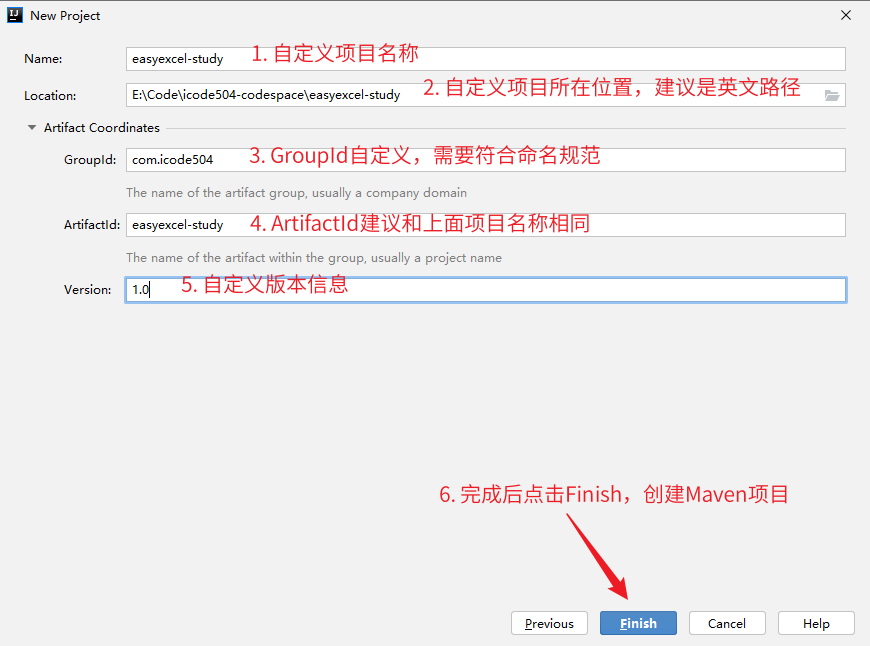 New Project
Name: easyexcel-study 1. 自定义项目名称
Location: E:\Code\icode504-codespace\easyexcel-study 2. 自定义项目所在位置，建议是英文路径
Artifact Coordinates
GroupId: com.icode504 3. GroupId自定义，需要符合命名规范
The name of the artifact group, usually a company domain
ArtifactId: easyexcel-study 4. ArtifactId建议和上面项目名称相同
The name of the artifact within the group, usually a project name
Version: 1.0 5. 自定义版本信息
6. 完成后点击Finish，创建Maven项目
Previous Finish Cancel Help